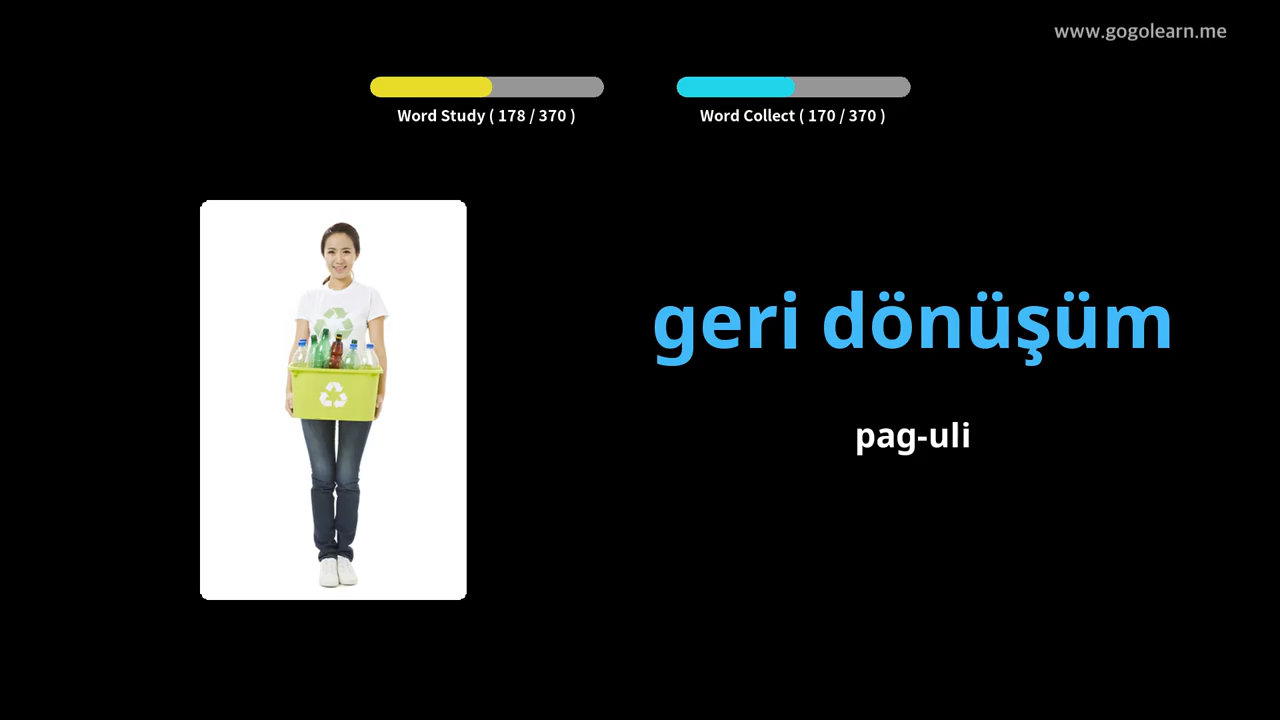 www.gogolearn.me
Word Study ( 178 / 370 )
Word Collect ( 170 / 370 )
geri dönüşüm
pag-uli